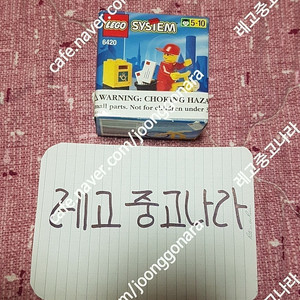 LEGO SYSTEM 5-10
6420
⚠WARNING: CHOKING HAZA
mall parts. Not for children under
레고 중고나라
cafe.naver.com/joonggonara
레고중고나라